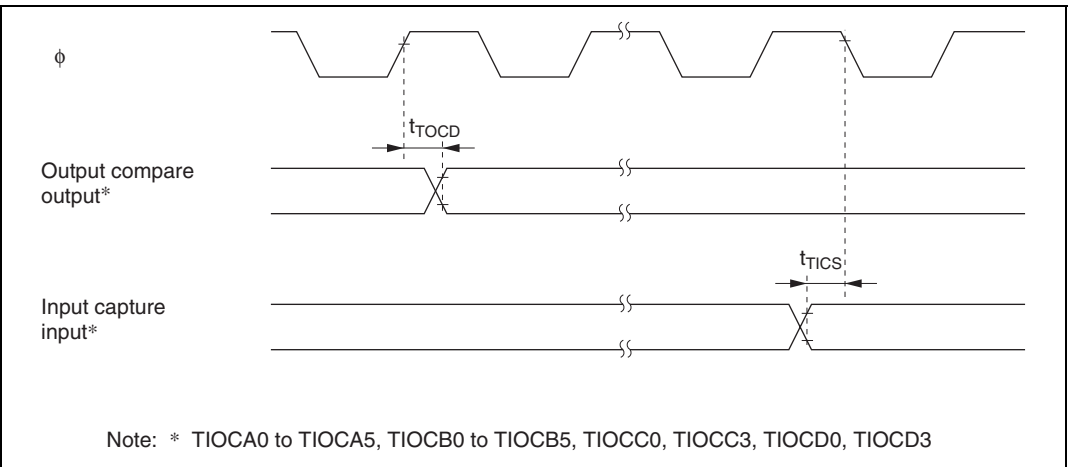 ϕ
tTOCD
Output compare
output*
tTICS
Input capture
input*
Note: * TIOCA0 to TIOCA5, TIOCB0 to TIOCB5, TIOCC0, TIOCC3, TIOCD0, TIOCD3